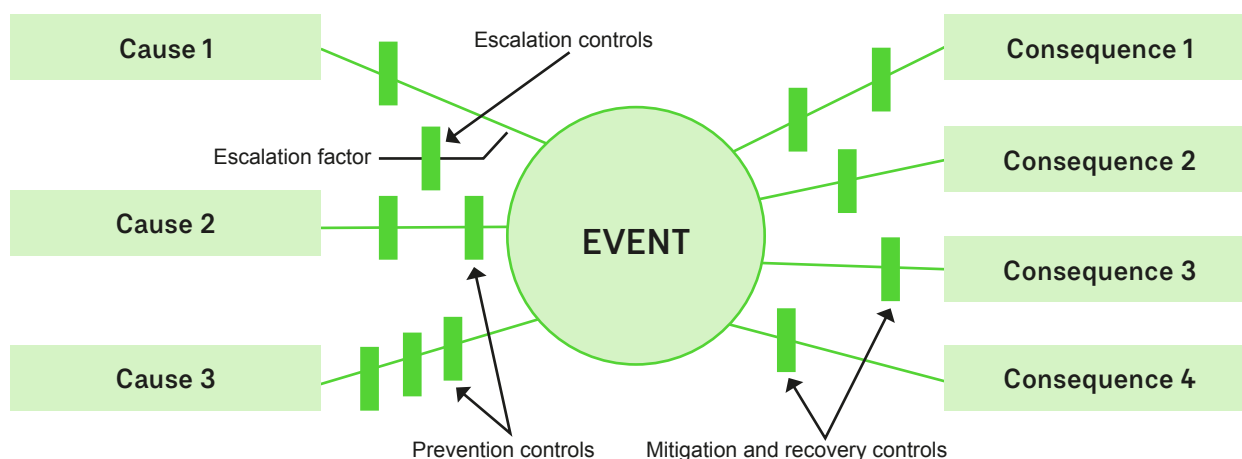 Cause 1
Escalation controls
Consequence 1
Escalation factor
Consequence 2
Cause 2
EVENT
Consequence 3
Cause 3
Consequence 4
Prevention controls
Mitigation and recovery controls